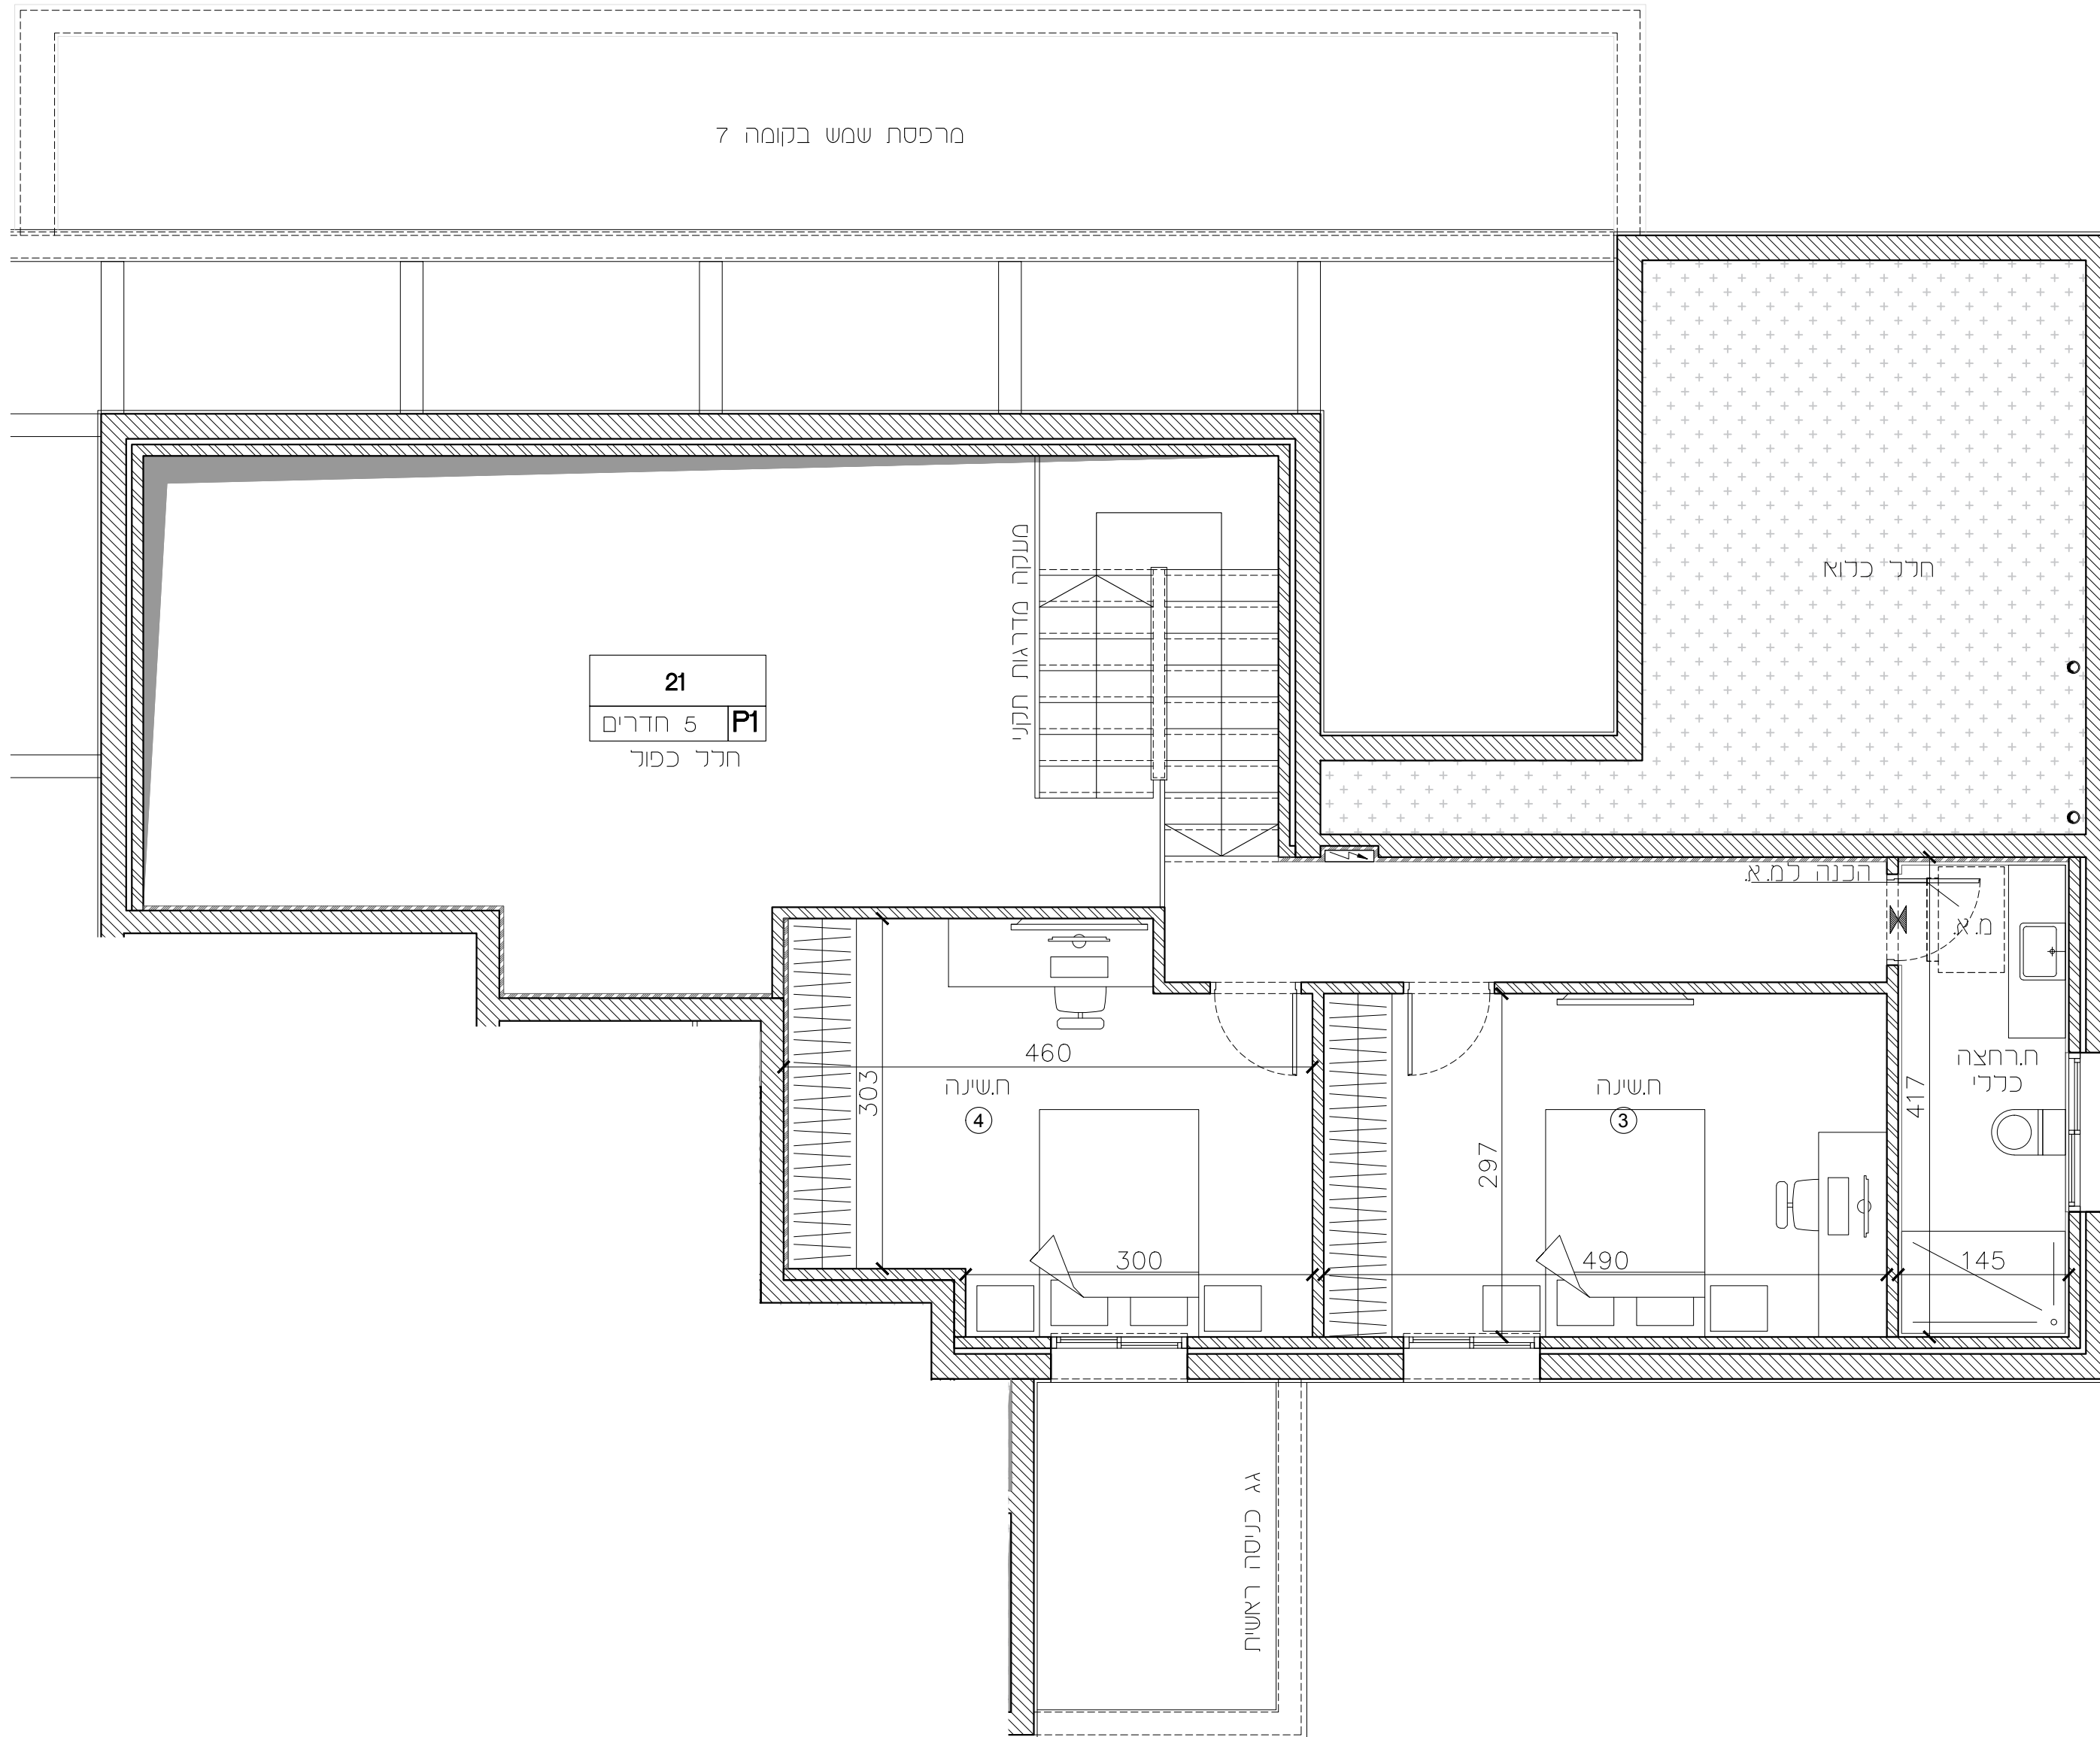 מרפסת שמש בקומה 7
מעקה מדרגות תקני
חלל כלוא
21
5 חדרים
P1
חלל כפול
הכנה למ.א.
מ.א.
460
303
ח.שינה
4
ח.שינה
3
297
ח.רחצה
כללי
417
300
490
145
גג כניסה ראשית